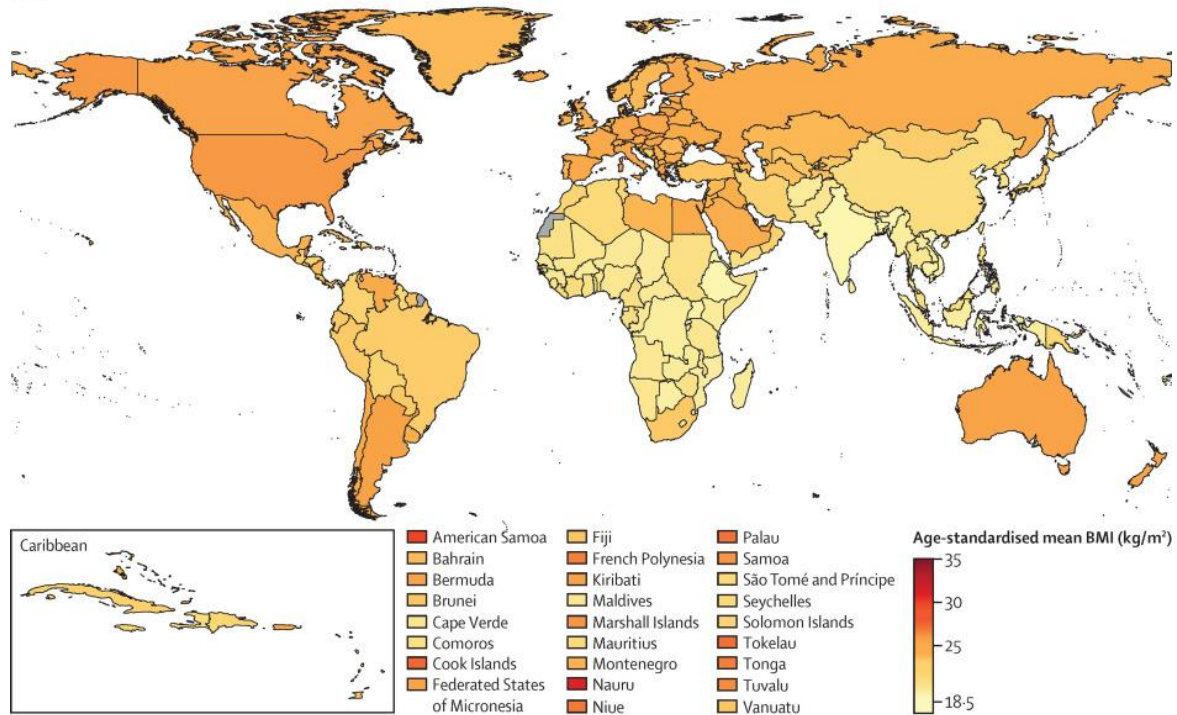 Caribbean
American Samoa
Bahrain
Bermuda
Brunei
Cape Verde
Comoros
Cook Islands
Federated States
of Micronesia
Fiji
French Polynesia
Kiribati
Maldives
Marshall Islands
Mauritius
Montenegro
Nauru
Niue
Palau
Samoa
São Tomé and Príncipe
Seychelles
Solomon Islands
Tokelau
Tonga
Tuvalu
Vanuatu
Age-standardised mean BMI (kg/m²)
35
30
25
18·5